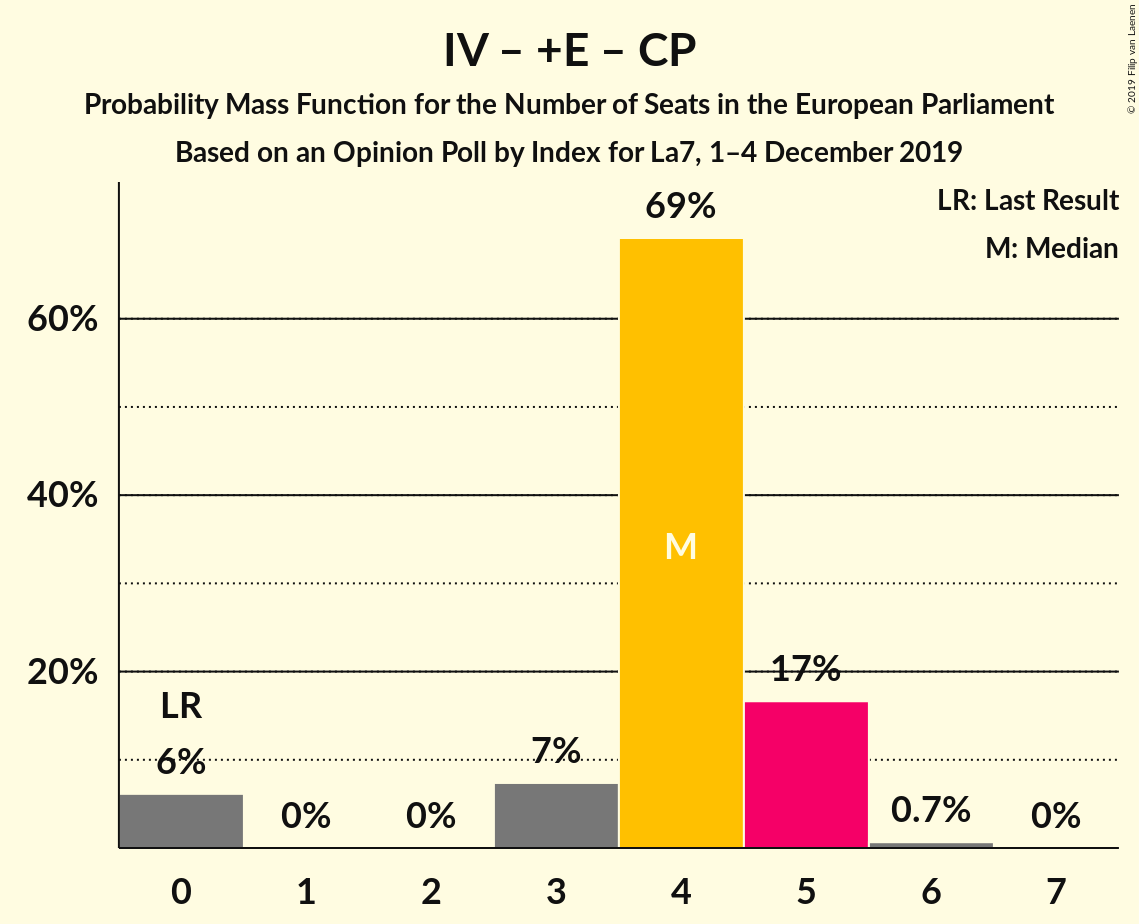 IV – +E – CP
Probability Mass Function for the Number of Seats in the European Parliament
Based on an Opinion Poll by Index for La7, 1–4 December 2019
© 2019 Filip van Laenen
LR: Last Result
M: Median
69%
60%
40%
M
20%
17%
LR
7%
6%
0%
0%
0.7%
0%
0 1 2 3 4 5 6 7